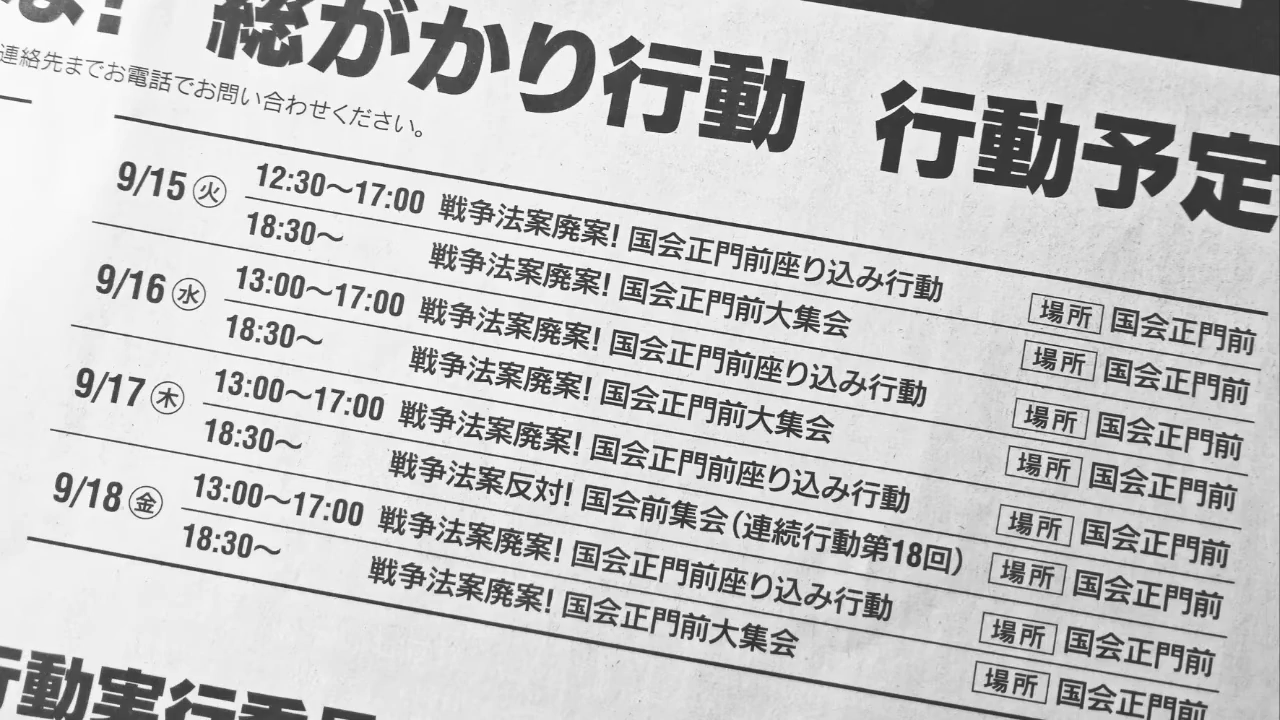 総がかり行動 行動予定
連絡先までお電話でお問い合わせください。
9/15㊋ 12:30〜17:00 戦争法案廃案! 国会正門前座り込み行動 場所 国会正門前
18:30〜 戦争法案廃案! 国会正門前大集会 場所 国会正門前
9/16㊌ 13:00〜17:00 戦争法案廃案! 国会正門前座り込み行動 場所 国会正門前
18:30〜 戦争法案廃案! 国会正門前大集会 場所 国会正門前
9/17㊍ 13:00〜17:00 戦争法案廃案! 国会正門前座り込み行動 場所 国会正門前
18:30〜 戦争法案反対! 国会前集会(連続行動第18回) 場所 国会正門前
9/18㊎ 13:00〜17:00 戦争法案廃案! 国会正門前座り込み行動 場所 国会正門前
18:30〜 戦争法案廃案! 国会正門前大集会 場所 国会正門前
行動実行委員